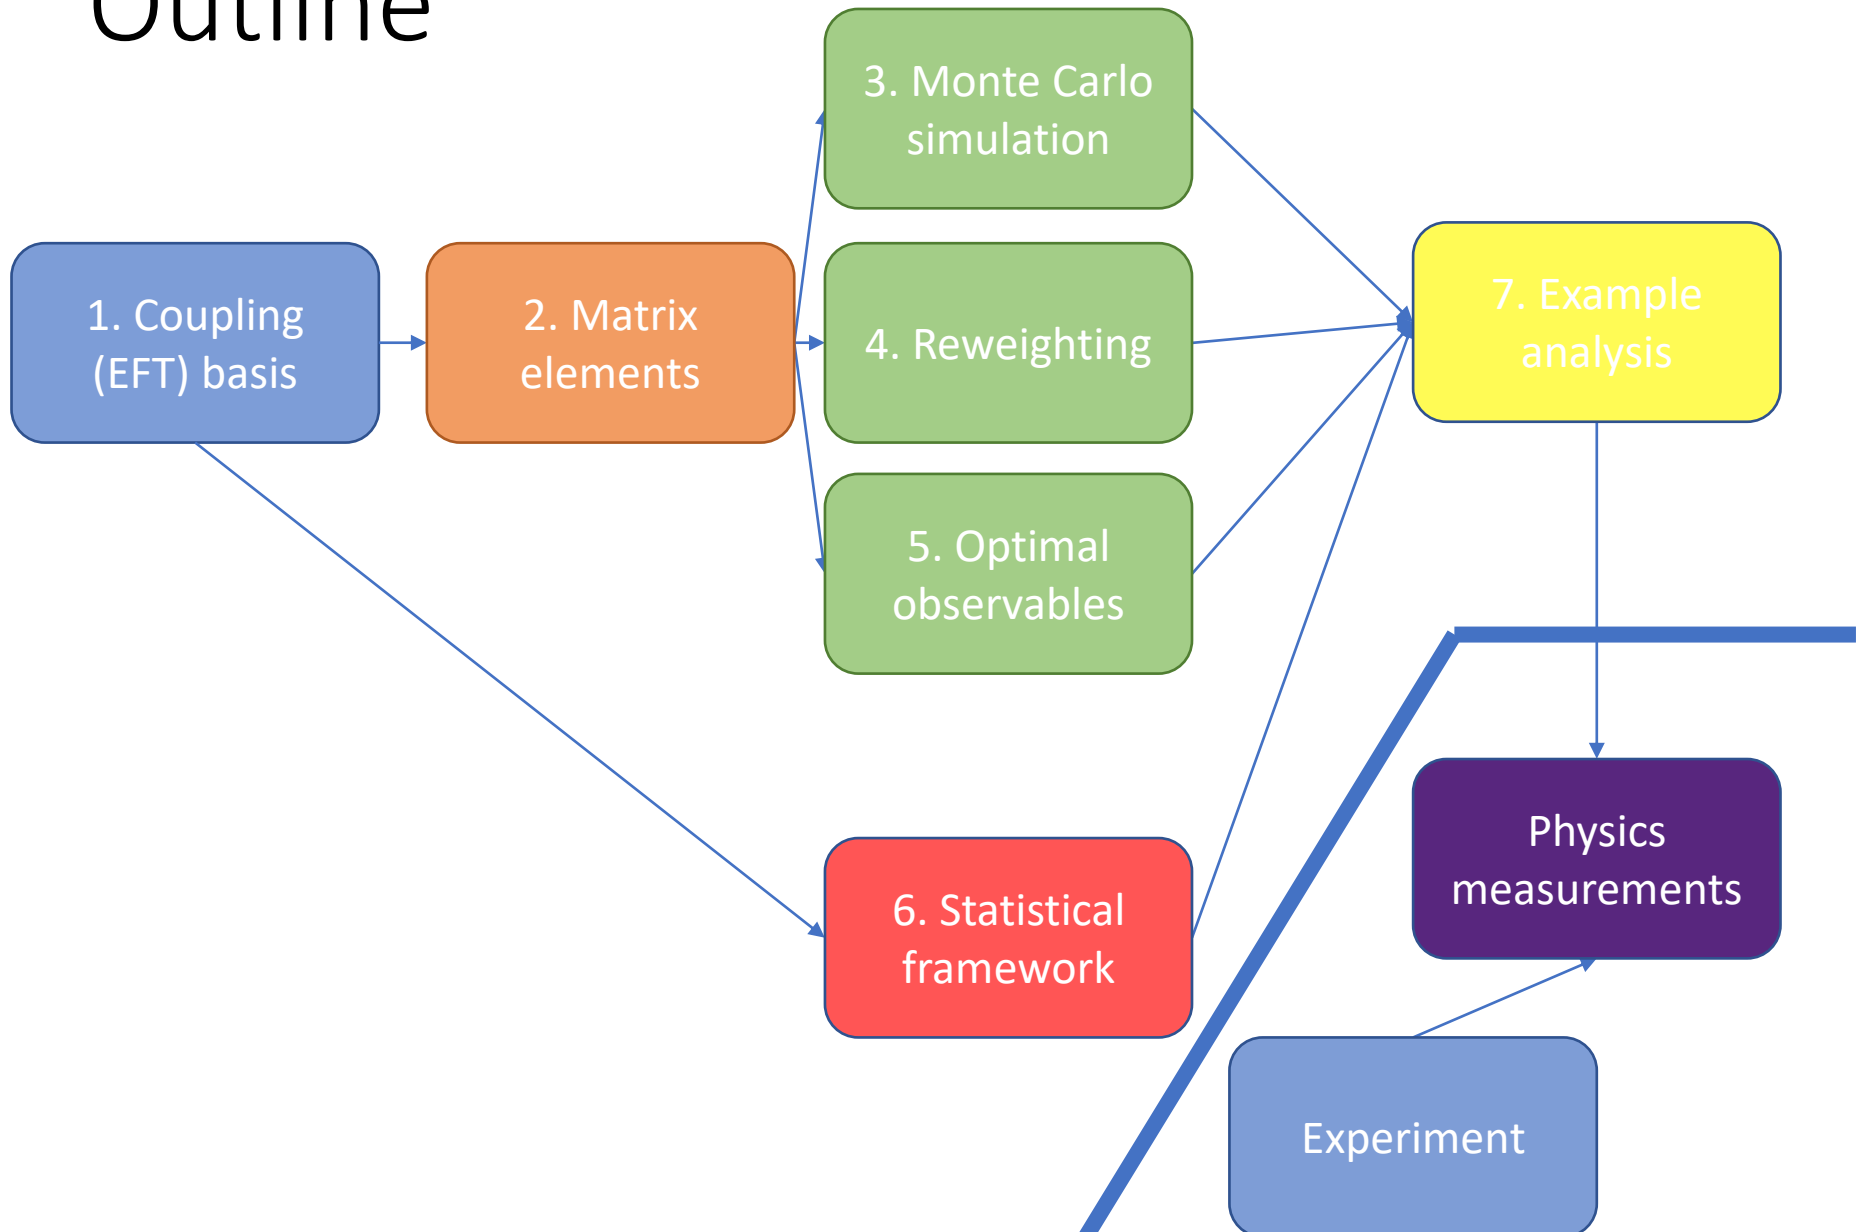 Outline
3. Monte Carlo
simulation
1. Coupling
(EFT) basis
2. Matrix
elements
4. Reweighting
7. Example
analysis
5. Optimal
observables
6. Statistical
framework
Physics
measurements
Experiment